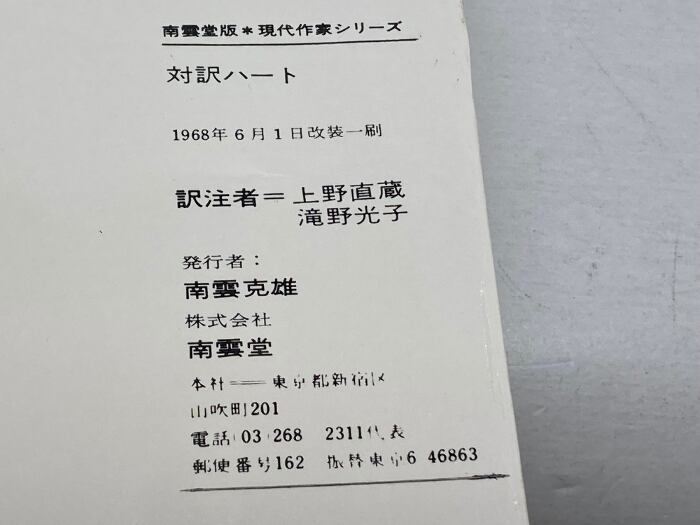 南雲堂版＊現代作家シリーズ
対訳ハート
1968年6月1日改装一刷
訳注者＝上野直蔵
滝野光子
発行者：
南雲克雄
株式会社
南雲堂
本社＝東京都新宿区
山吹町201
電話(03)268 2311代表
郵便番号162 振替東京6 46863